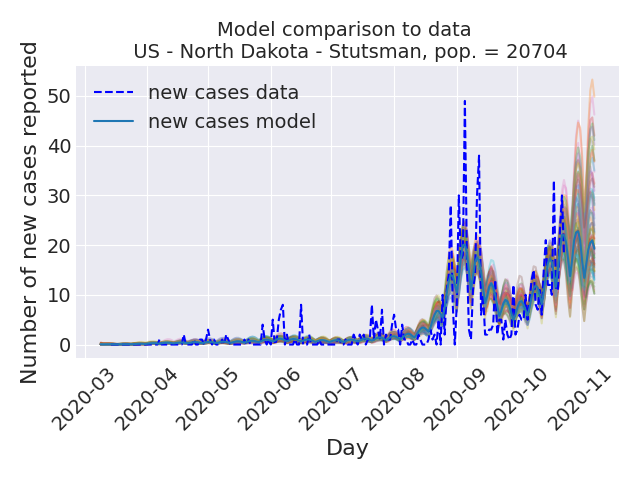 Model comparison to data
US - North Dakota - Stutsman, pop. = 20704
Number of new cases reported
50
40
30
20
10
0
new cases data
new cases model
2020-03
2020-04
2020-05
2020-06
2020-07
2020-08
2020-09
2020-10
2020-11
Day